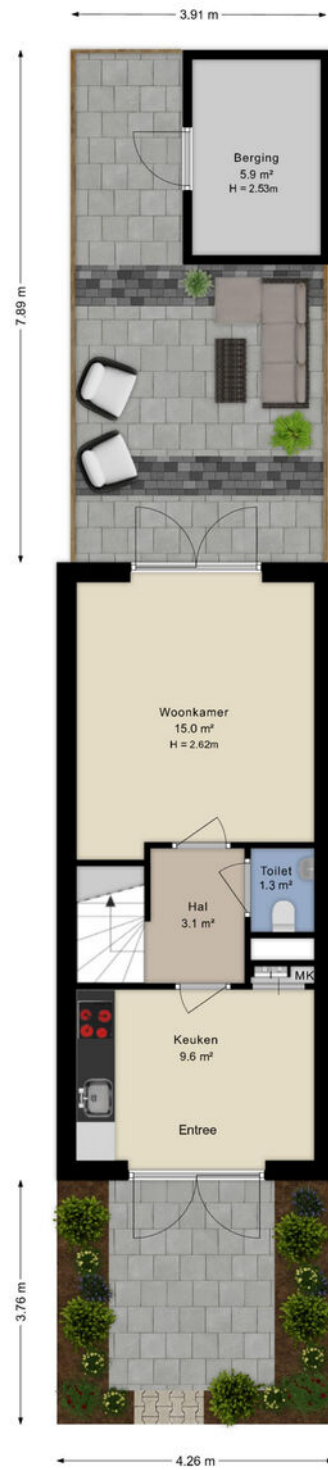 3.91 m
Berging
5.9 m²
H = 2.53m
7.89 m
Woonkamer
15.0 m²
H = 2.62m
Toilet
1.3 m²
Hal
3.1 m²
MK
Keuken
9.6 m²
Entree
3.76 m
4.26 m